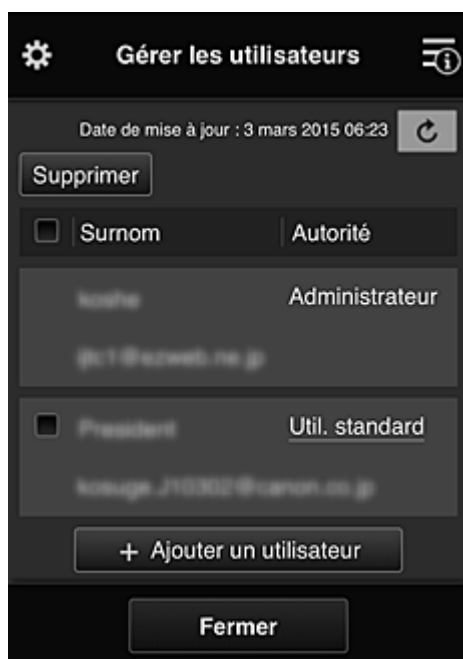 Gérer les utilisateurs
Date de mise à jour : 3 mars 2015 06:23
Supprimer
Surnom Autorité
Administrateur
Util. standard
+ Ajouter un utilisateur
Fermer